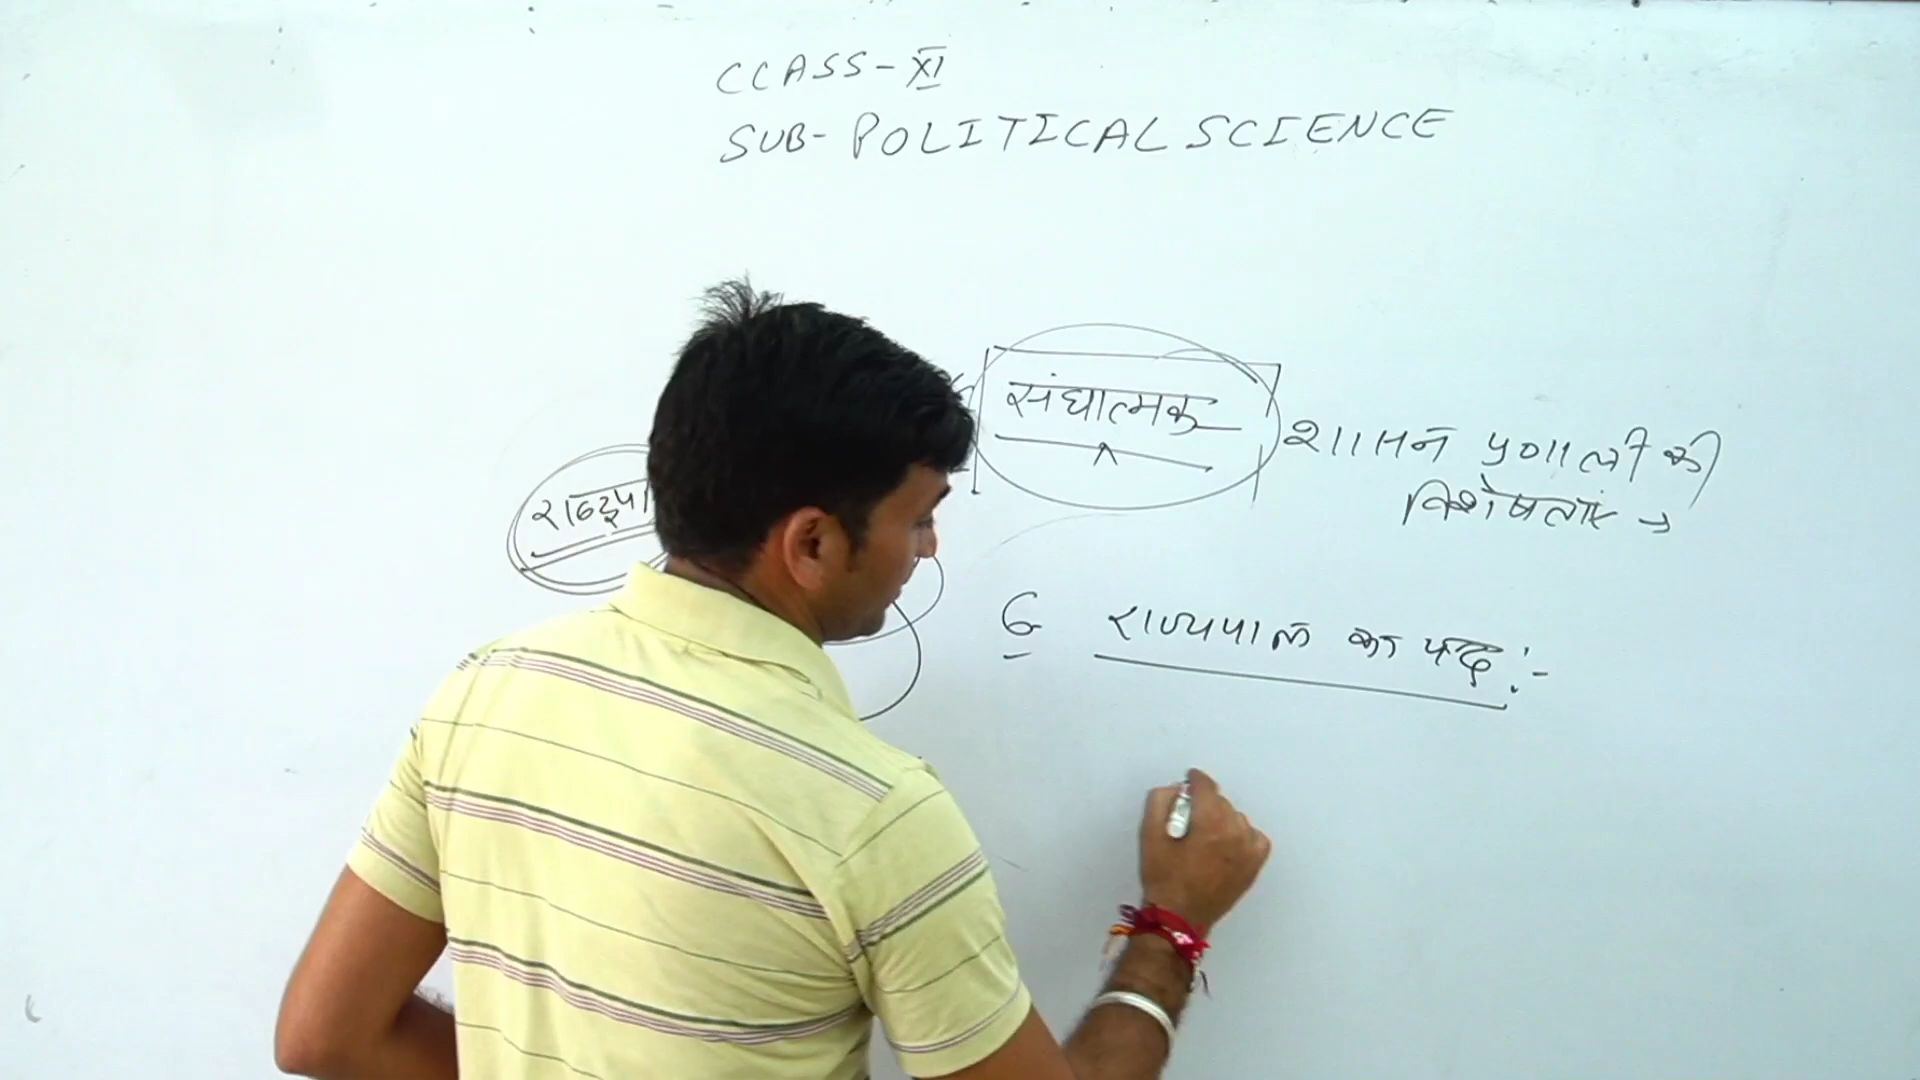 CLASS-XI
SUB-POLITICAL SCIENCE
संघात्मक शासन प्रणाली की
विशेषताएं →
6 राज्यपाल का पद :-